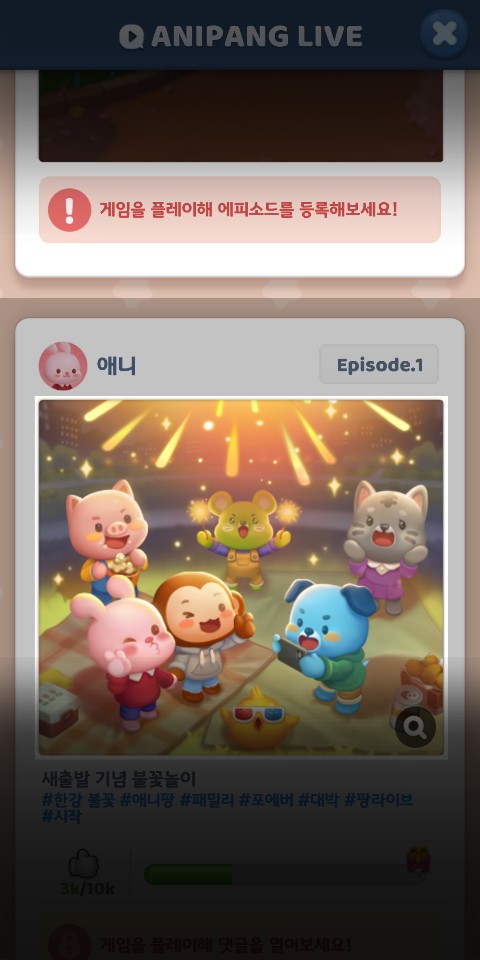 ANIPANG LIVE
게임을 플레이해 에피소드를 등록해보세요!
애니
Episode.1
새출발 기념 불꽃놀이
#한강 불꽃 #애니팡 #패밀리 #포에버 #대박 #팡라이브
#시작
3k/10k
게임을 플레이해 댓글을 열어보세요!